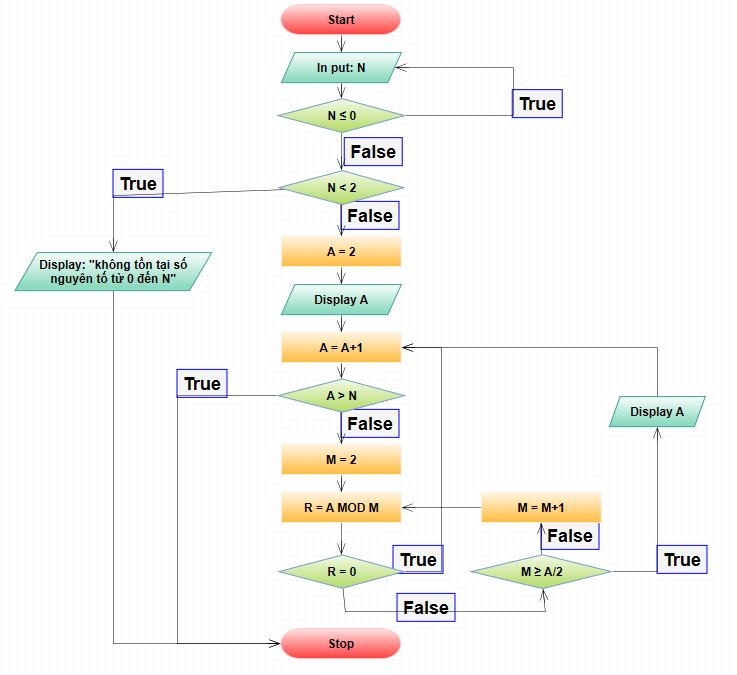 Start
In put: N
N ≤ 0
True
False
N < 2
True
False
A = 2
Display: "không tồn tại số
nguyên tố từ 0 đến N"
Display A
A = A+1
True
A > N
False
Display A
M = 2
R = A MOD M
M = M+1
False
R = 0
True
M ≥ A/2
True
False
Stop